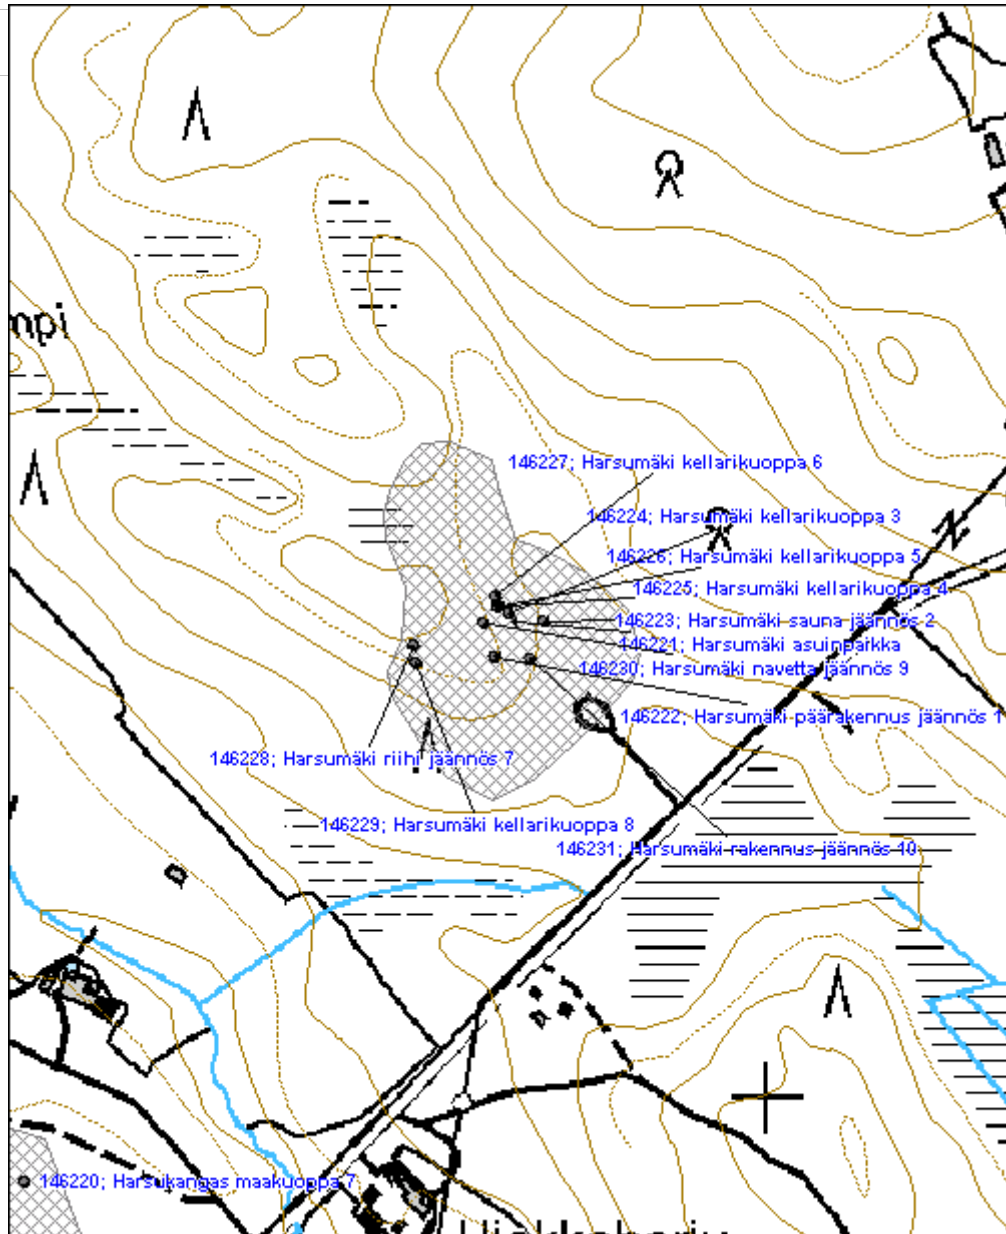 mpi
146227; Harsumäki kellarikuoppa 6
146224; Harsumäki kellarikuoppa 3
146226; Harsumäki kellarikuoppa 5
146225; Harsumäki kellarikuoppa 4
146223; Harsumäki sauna jäännös 2
146221; Harsumäki asuinpaikka
146230; Harsumäki navetta jäännös 9
146222; Harsumäki päärakennus jäännös 1
146228; Harsumäki riihi jäännös 7
146229; Harsumäki kellarikuoppa 8
146231; Harsumäki rakennus jäännös 10
146220; Harsukangas maakuoppa 7